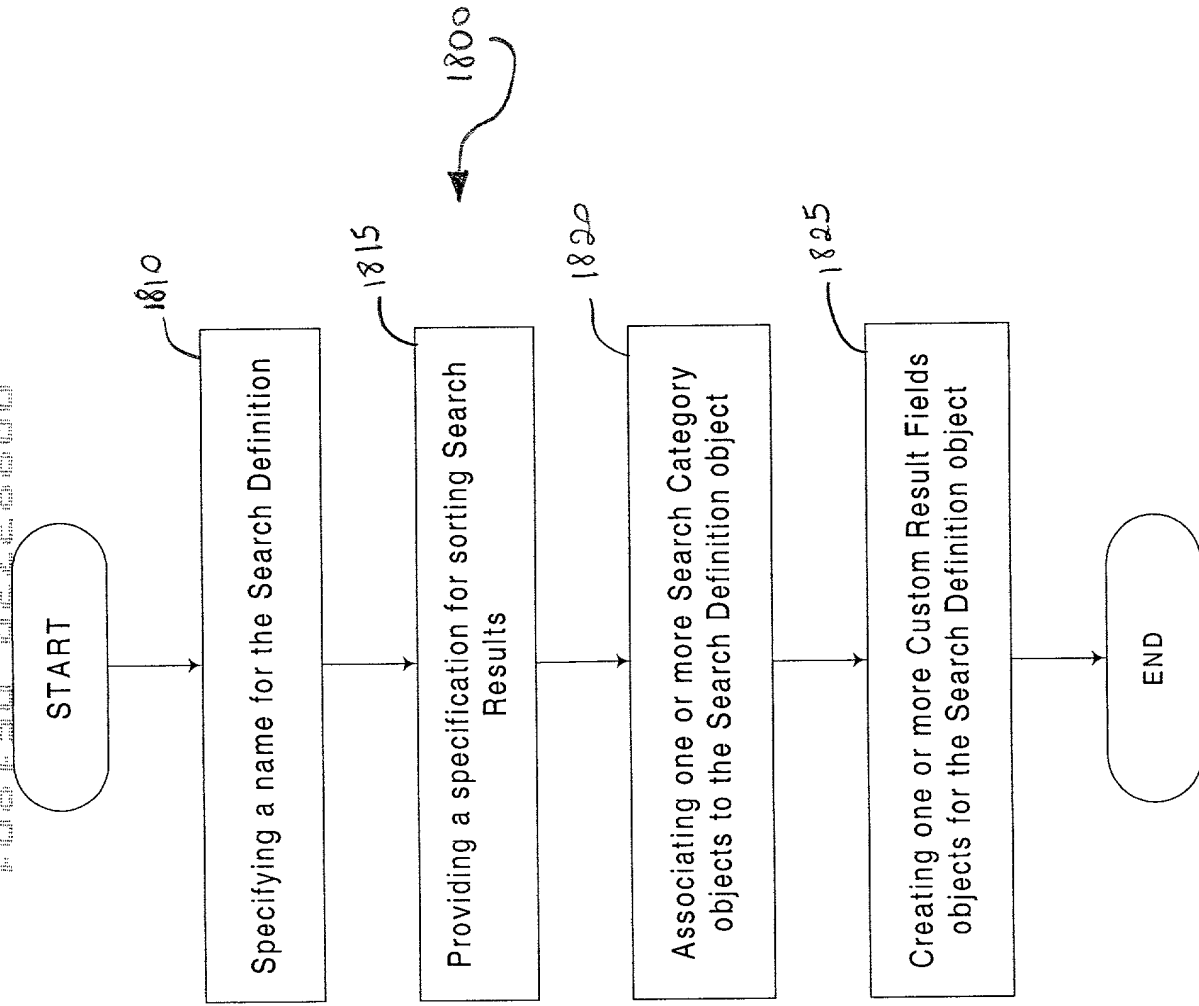 START
1810
Specifying a name for the Search Definition
1815
Providing a specification for sorting Search
Results
1800
1820
Associating one or more Search Category
objects to the Search Definition object
1825
Creating one or more Custom Result Fields
objects for the Search Definition object
END